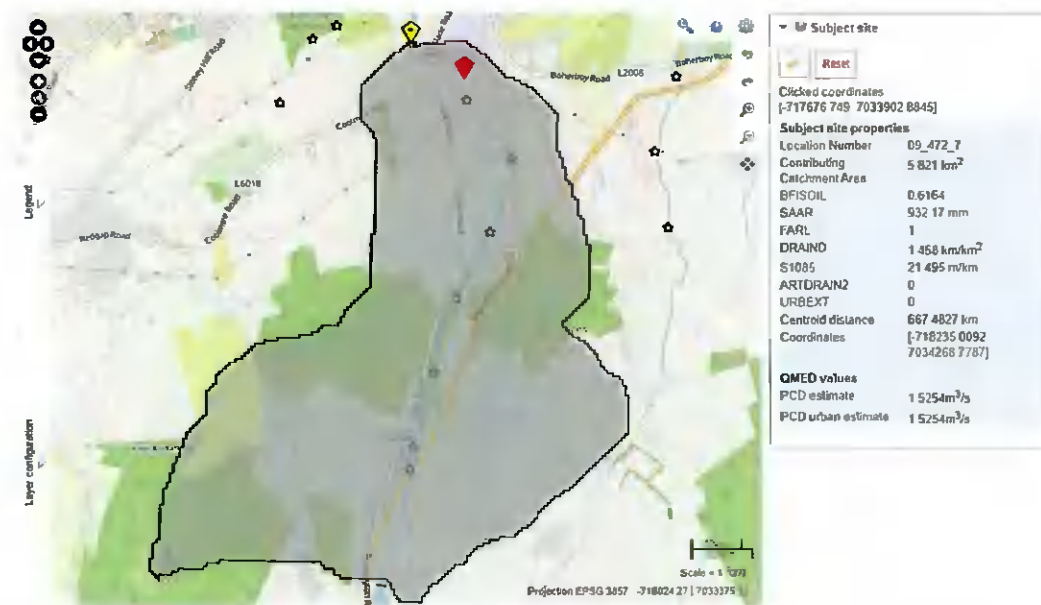 Boherboy Road
L2008
Boherboy Road
L6018
Legend
Layer configuration
Projection EPSG 3857
Subject site
Reset
Clicked coordinates
[-717676 749 7033902 8845]
Subject site properties
Location Number 09_472_7
Contributing Catchment Area 5 821 km²
BFISOIL 0.6164
SAAR 932 17 mm
FARL 1
DRAIND 1 458 km/km²
S1085 21 495 m/km
ARTDRAIN2 0
URBEXT 0
Centroid distance 667 4827 km
Coordinates [-718235 0092
7034268 7787]
QMED values
PCD estimate 1 5254m³/s
PCD urban estimate 1 5254m³/s